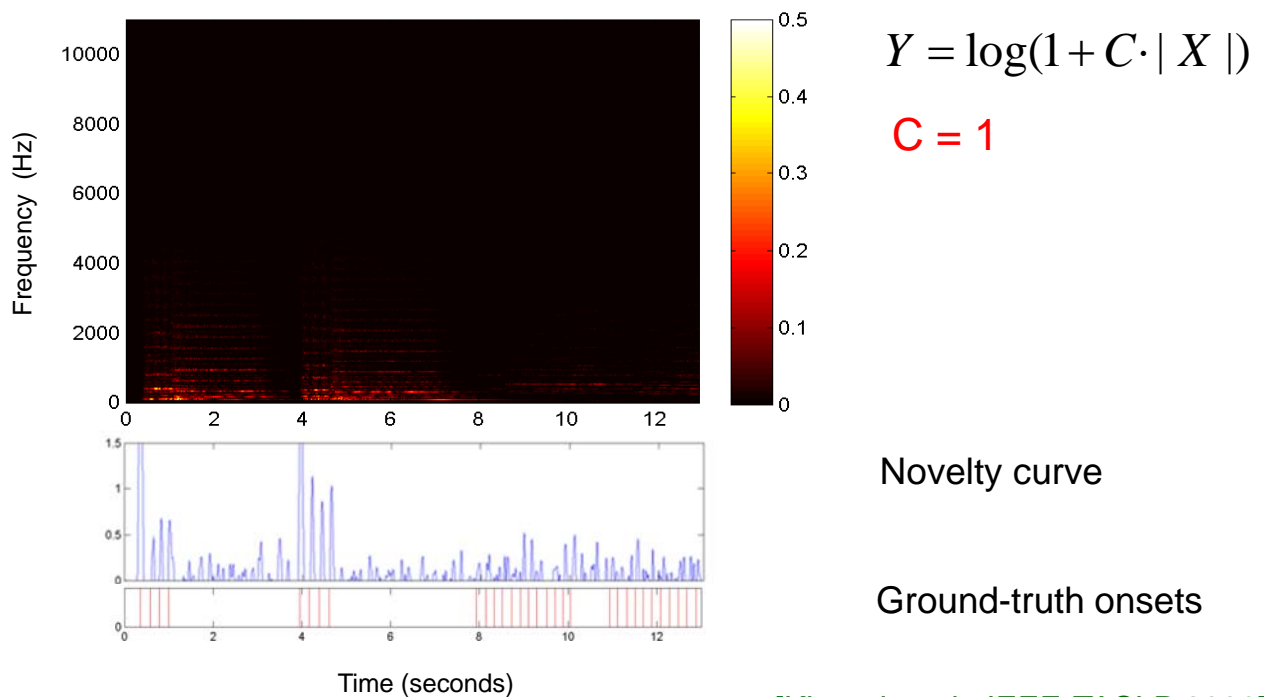 0.5
10000
0.4
8000
0.3
6000
0.2
4000
0.1
2000
0
0
0 2 4 6 8 10 12
Frequency (Hz)
Y = log(1 + C·| X |)
C = 1
1.5
1
0.5
0
Novelty curve
0
0 2 4 6 8 10 12
Ground-truth onsets
Time (seconds)